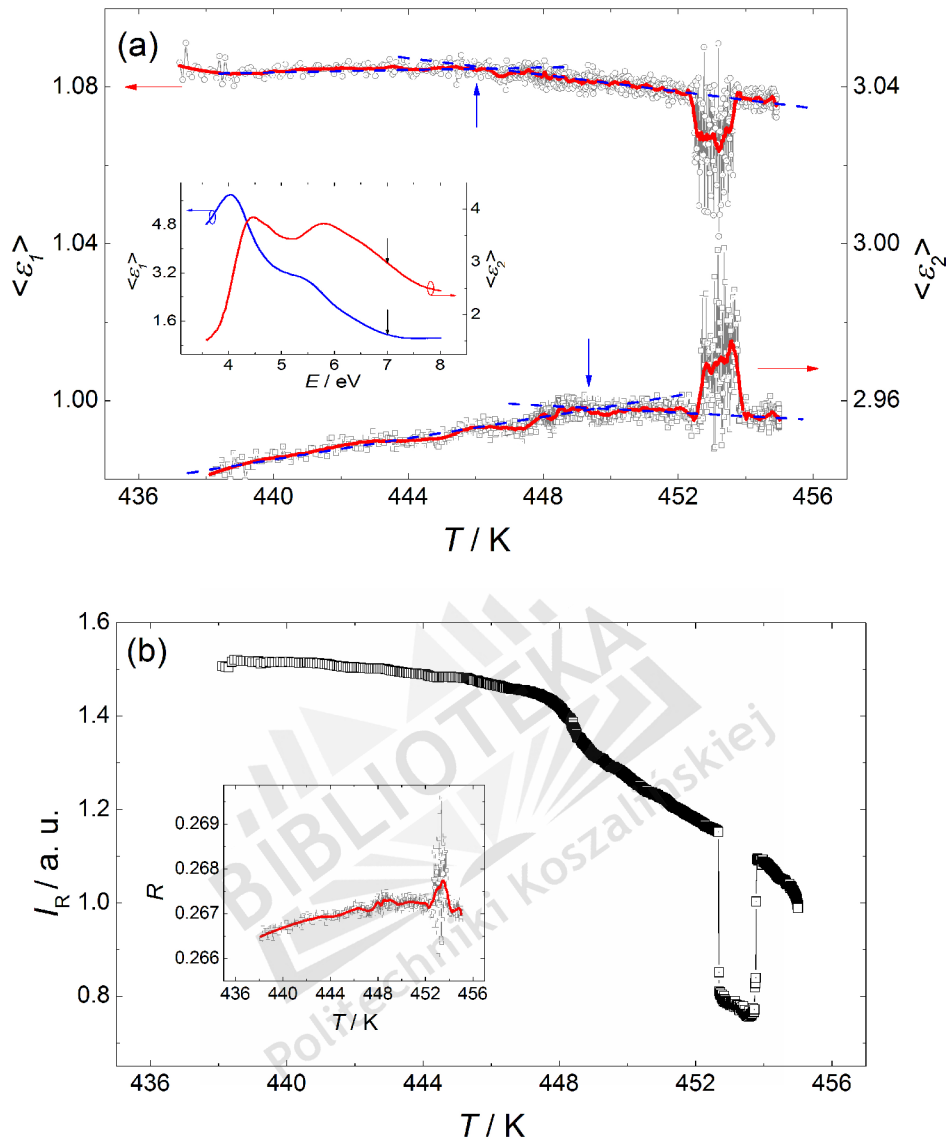 (a)
1.08
1.04
1.00
<ε1>
3.04
3.00
2.96
<ε2>
4.8
3.2
1.6
<ε1>
4
3
2
<ε2>
4 5 6 7 8
E / eV
436 440 444 448 452 456
T / K
(b)
1.6
1.4
1.2
1.0
0.8
IR / a. u.
0.269
0.268
0.267
0.266
R
436 440 444 448 452 456
T / K
436 440 444 448 452 456
T / K
BIBLIOTEKA
Politechniki Koszalińskiej